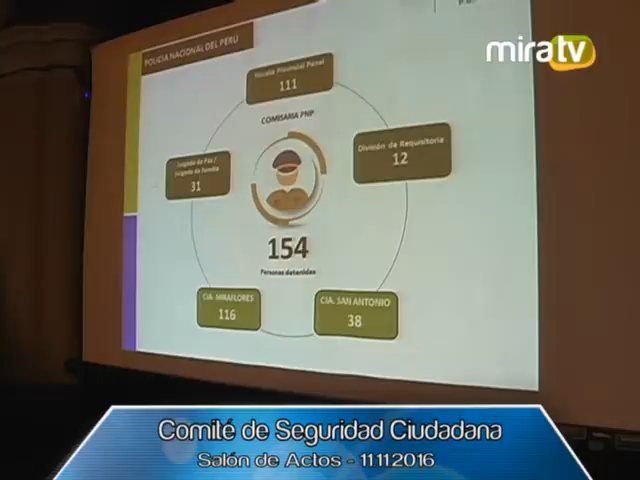 miratv
POLICIA NACIONAL DEL PERÚ
Fiscalia Provincial Penal
111
COMISARIA PNP
División de Requisitoria
12
Juzgado de Paz /
Juzgado de familia
31
154
Personas detenidas
CIA. MIRAFLORES
116
CIA. SAN ANTONIO
38
Comité de Seguridad Ciudadana
Salón de Actos - 11.11.2016